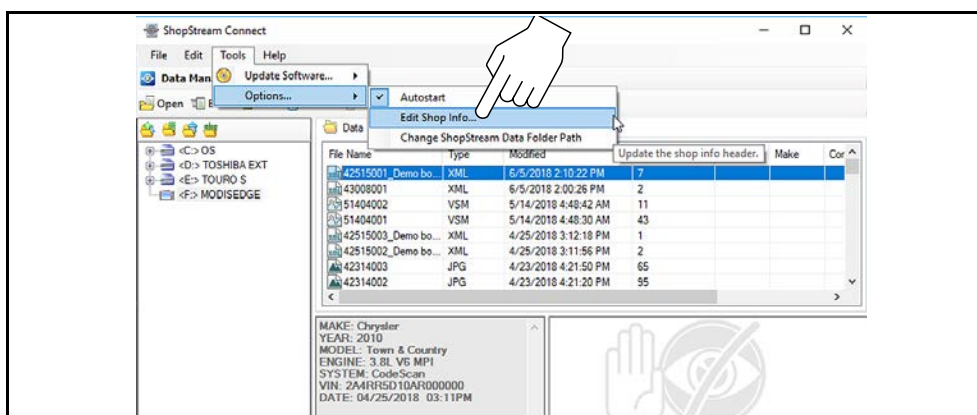 ShopStream Connect
File Edit Tools Help
Data Man Update Software...
Open Options... Autostart
Edit Shop Info...
Change ShopStream Data Folder Path
Update the shop info header.
<C:> OS
<D:> TOSHIBA EXT
<E:> TOURO S
<F:> MODISEDGE
Data
File Name Type Modified Make
42515001_Demo bo... XML 6/5/2018 2:10:22 PM 7
43008001 XML 6/5/2018 2:00:26 PM 2
51404002 VSM 5/14/2018 4:48:42 AM 11
51404001 VSM 5/14/2018 4:48:30 AM 43
42515003_Demo bo... XML 4/25/2018 3:12:18 PM 1
42515002_Demo bo... XML 4/25/2018 3:11:56 PM 2
42314003 JPG 4/23/2018 4:21:50 PM 65
42314002 JPG 4/23/2018 4:21:20 PM 95
MAKE: Chrysler
YEAR: 2010
MODEL: Town & Country
ENGINE: 3.8L V6 MPI
SYSTEM: CodeScan
VIN: 2A4RR5D10AR000000
DATE: 04/25/2018 03:11PM